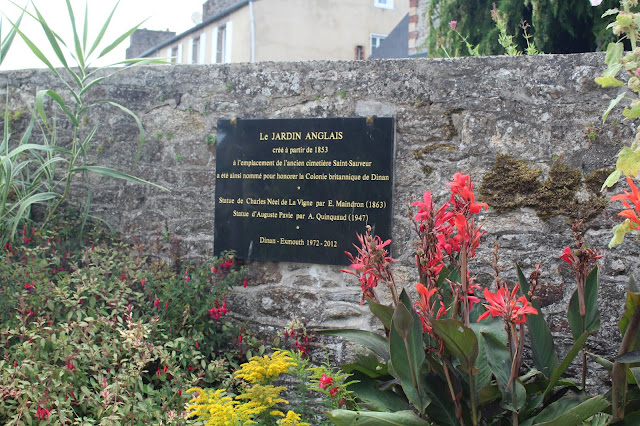 Le JARDIN ANGLAIS
créé à partir de 1853
à l'emplacement de l'ancien cimetière Saint-Sauveur
a été ainsi nommé pour honorer la Colonie britannique de Dinan
Statue de Charles Néel de La Vigne par E. Maindron (1863)
Statue d'Auguste Pavie par A. Quinquaud (1947)
Dinan - Exmouth 1972 - 2012